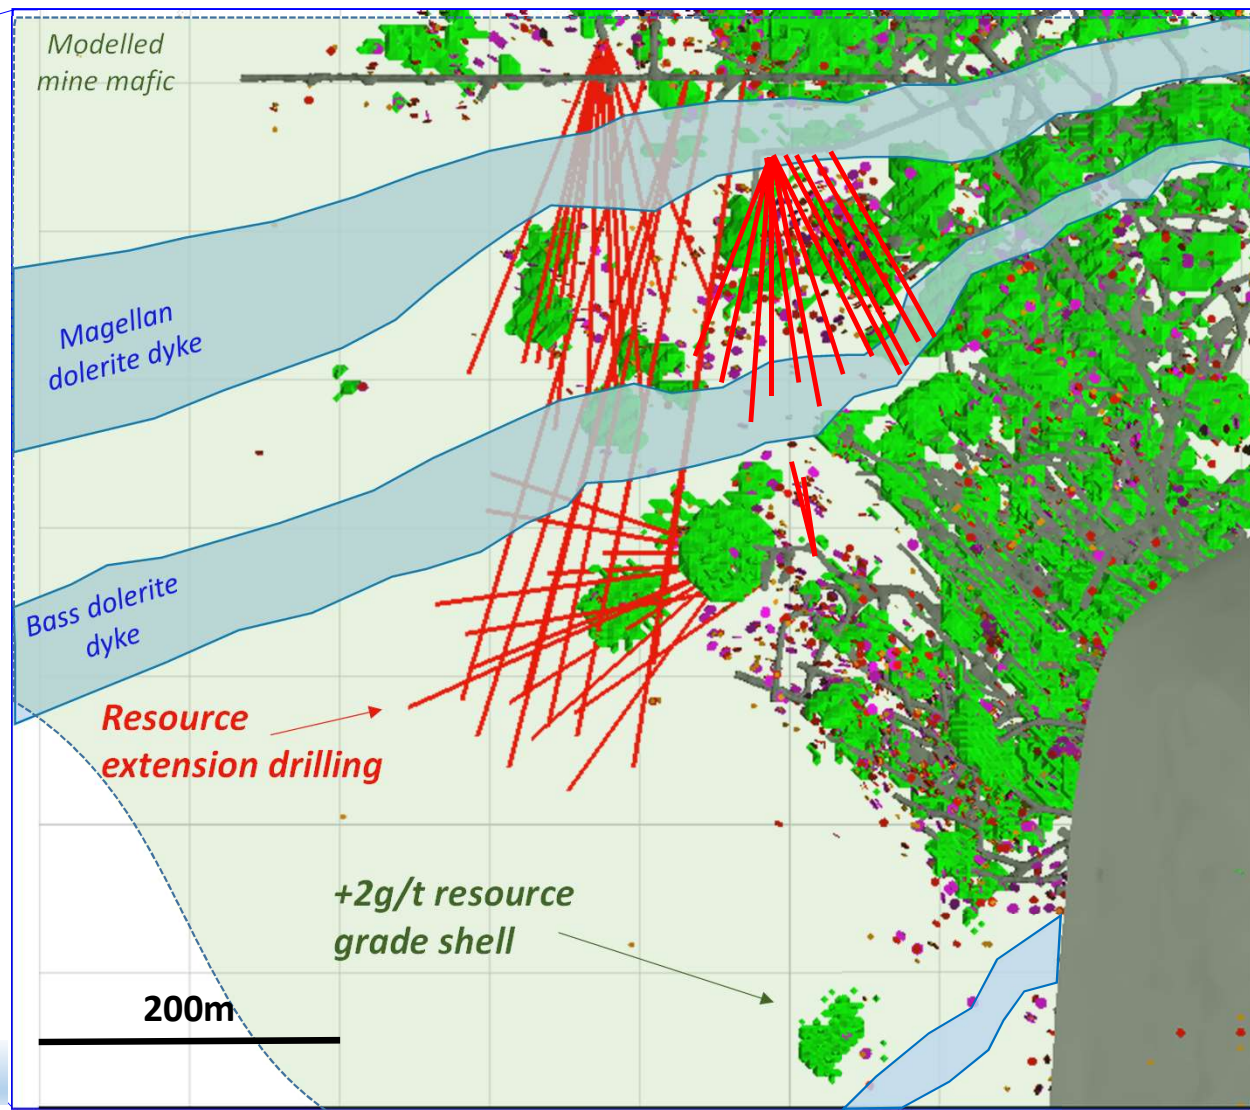 Modelled
mine mafic
Magellan
dolerite dyke
Bass dolerite
dyke
Resource
extension drilling
+2g/t resource
grade shell
200m